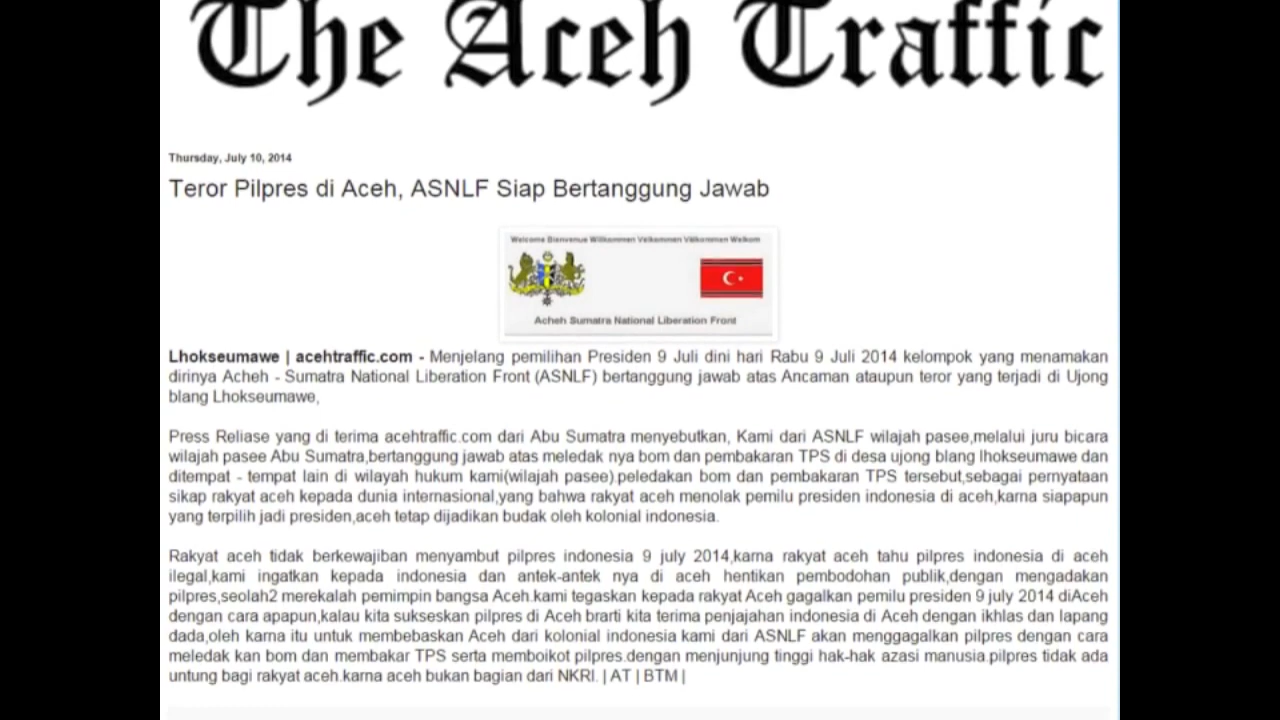 The Aceh Traffic
Thursday, July 10, 2014
Teror Pilpres di Aceh, ASNLF Siap Bertanggung Jawab
Welcome Bienvenue Willkommen Velkommen Välkommen Welkom
Acheh Sumatra National Liberation Front
Lhokseumawe | acehtraffic.com - Menjelang pemilihan Presiden 9 Juli dini hari Rabu 9 Juli 2014 kelompok yang menamakan
dirinya Acheh - Sumatra National Liberation Front (ASNLF) bertanggung jawab atas Ancaman ataupun teror yang terjadi di Ujong
blang Lhokseumawe,
Press Reliase yang di terima acehtraffic.com dari Abu Sumatra menyebutkan, Kami dari ASNLF wilajah pasee,melalui juru bicara
wilajah pasee Abu Sumatra,bertanggung jawab atas meledak nya bom dan pembakaran TPS di desa ujong blang lhokseumawe dan
ditempat - tempat lain di wilayah hukum kami(wilajah pasee).peledakan bom dan pembakaran TPS tersebut,sebagai pernyataan
sikap rakyat aceh kepada dunia internasional,yang bahwa rakyat aceh menolak pemilu presiden indonesia di aceh,karna siapapun
yang terpilih jadi presiden,aceh tetap dijadikan budak oleh kolonial indonesia.
Rakyat aceh tidak berkewajiban menyambut pilpres indonesia 9 july 2014,karna rakyat aceh tahu pilpres indonesia di aceh
ilegal,kami ingatkan kepada indonesia dan antek-antek nya di aceh hentikan pembodohan publik,dengan mengadakan
pilpres,seolah2 merekalah pemimpin bangsa Aceh.kami tegaskan kepada rakyat Aceh gagalkan pemilu presiden 9 july 2014 diAceh
dengan cara apapun,kalau kita sukseskan pilpres di Aceh brarti kita terima penjajahan indonesia di Aceh dengan ikhlas dan lapang
dada,oleh karna itu untuk membebaskan Aceh dari kolonial indonesia kami dari ASNLF akan menggagalkan pilpres dengan cara
meledak kan bom dan membakar TPS serta memboikot pilpres.dengan menjunjung tinggi hak-hak azasi manusia.pilpres tidak ada
untung bagi rakyat aceh.karna aceh bukan bagian dari NKRI. | AT | BTM |